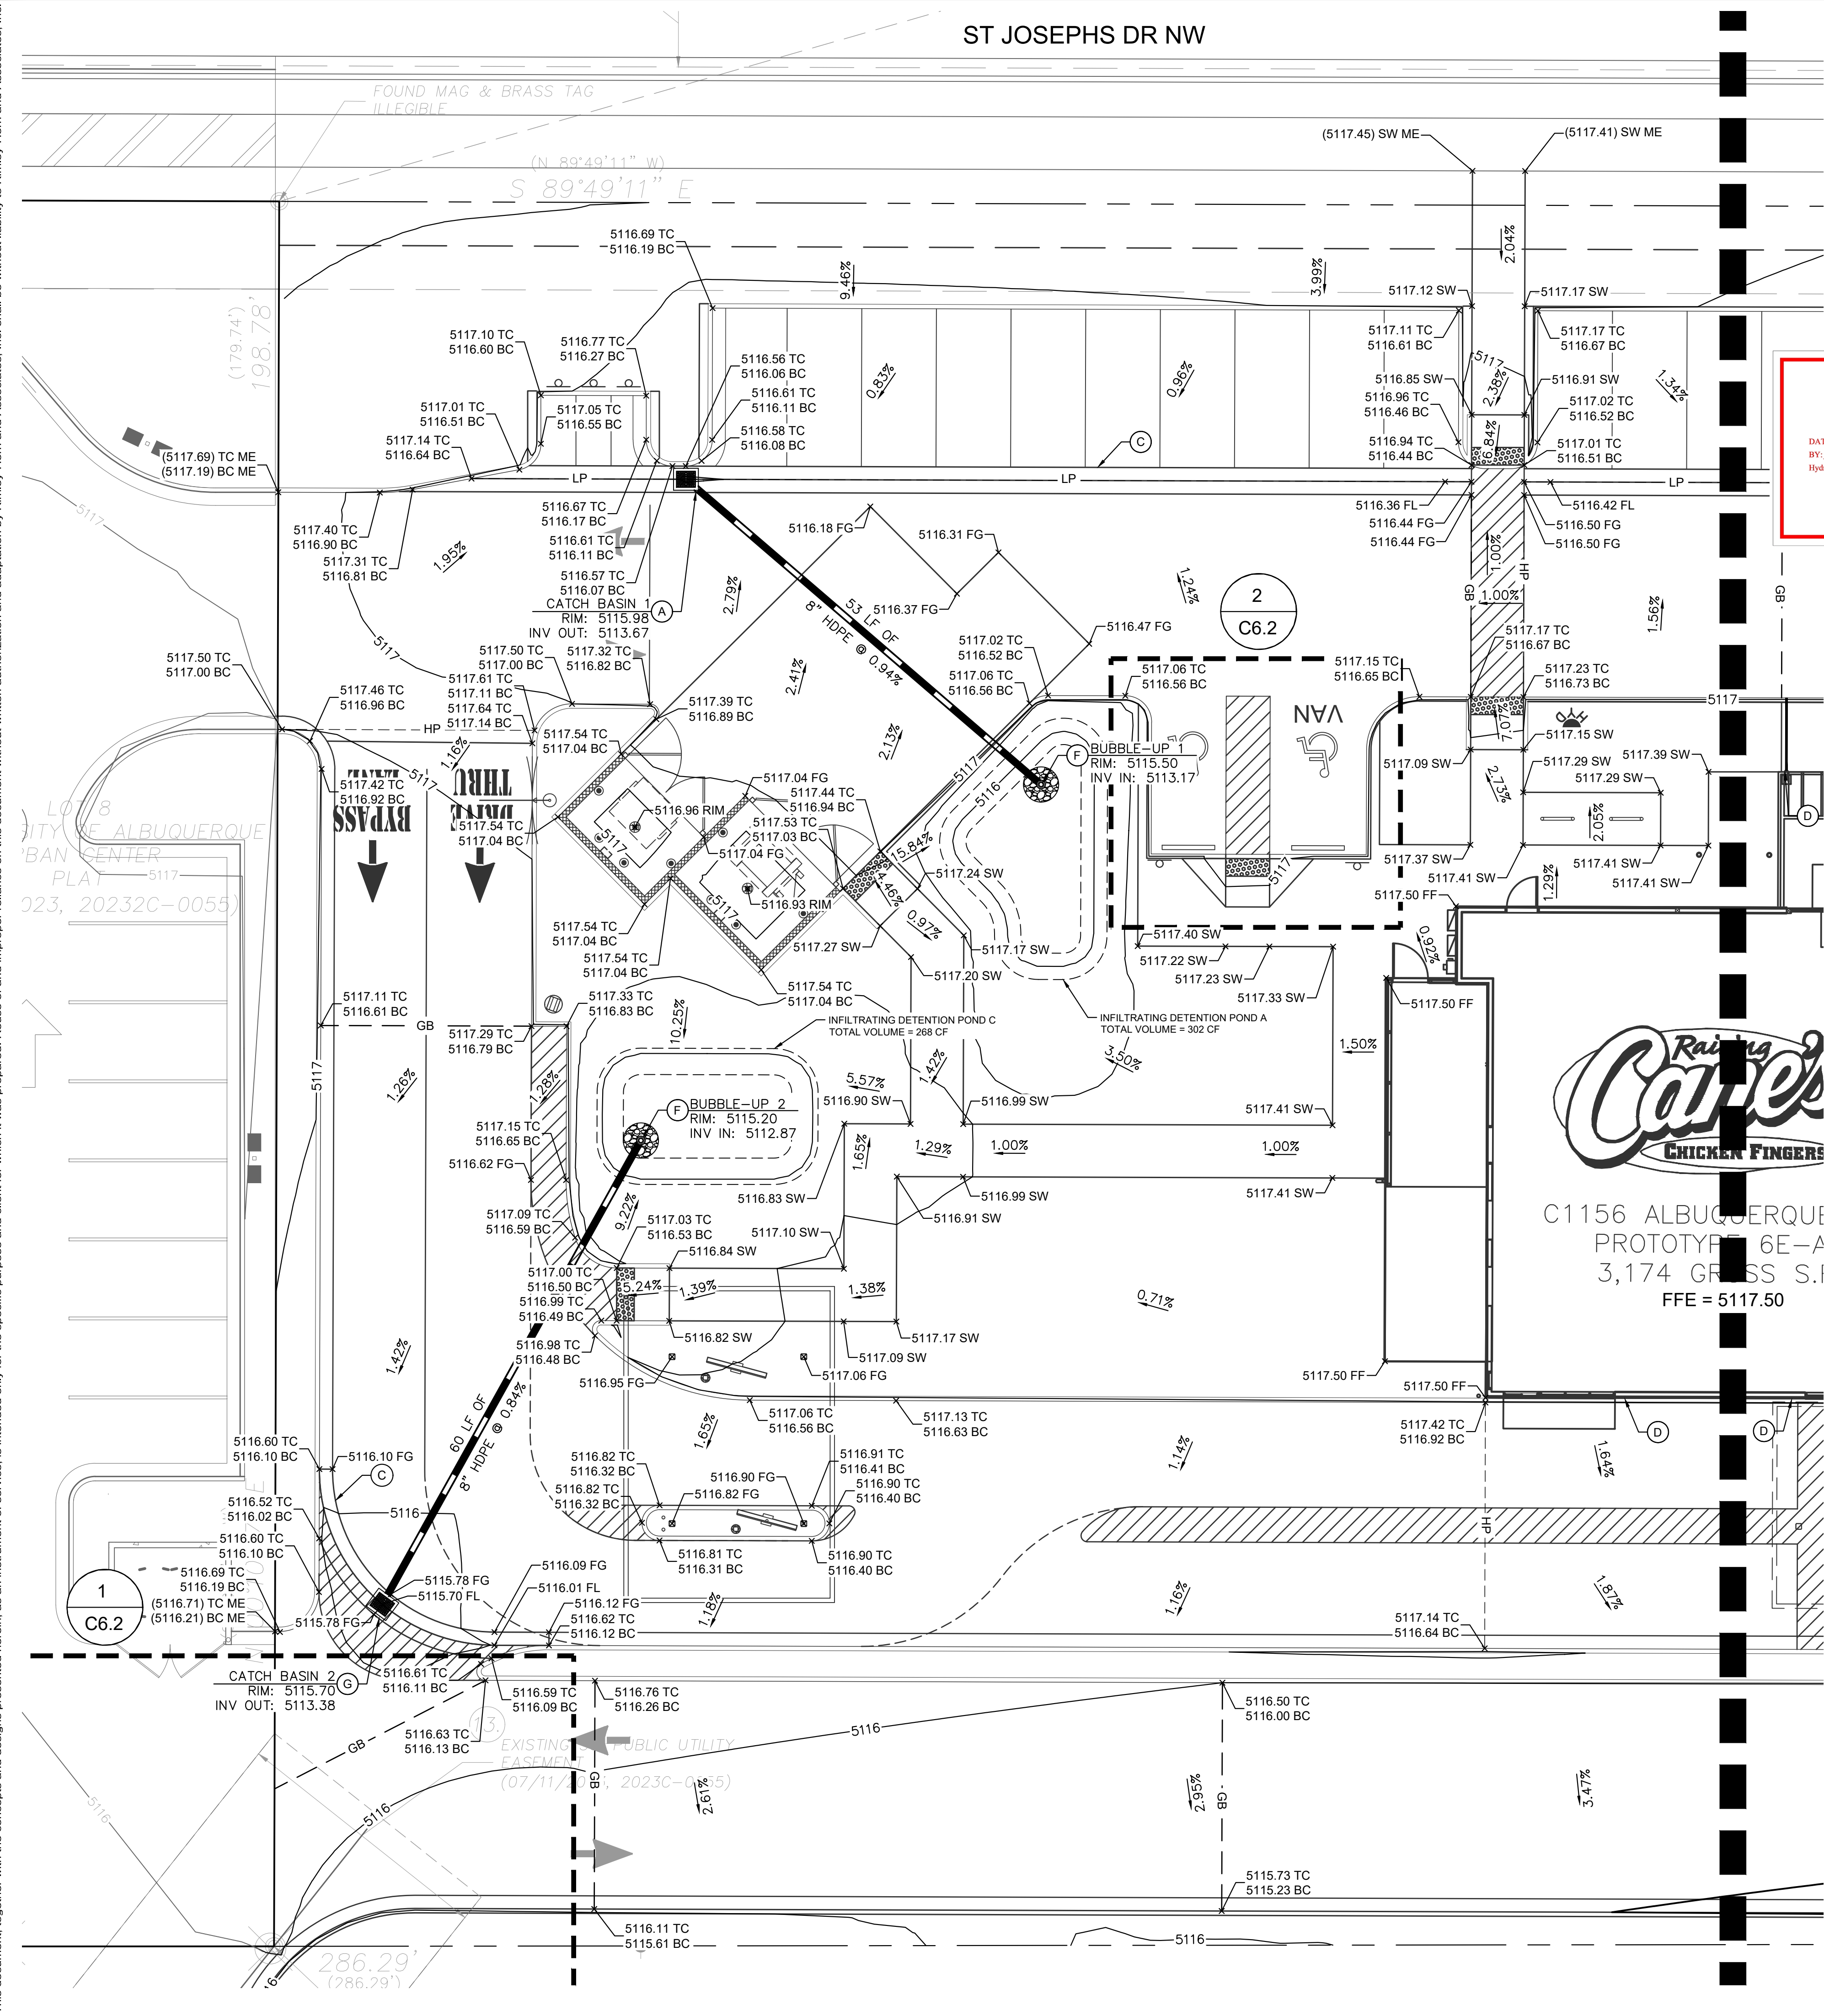 ST JOSEPHS DR NW
FOUND MAG & BRASS TAG
ILLEGIBLE
(5117.45) SW ME
(5117.41) SW ME
(N 89°49'11" W)
S 89°49'11" E
(179.74')
198.78'
5116.69 TC
5116.19 BC
9.46%
3.99%
2.04%
5117.12 SW
5117.17 SW
5117.10 TC
5116.60 BC
5116.77 TC
5116.27 BC
5116.56 TC
5116.06 BC
5117.11 TC
5116.61 BC
5117.17 TC
5116.67 BC
5117
0.83%
0.96%
1.34%
2.38%
5116.85 SW
5116.91 SW
5116.61 TC
5116.11 BC
5116.96 TC
5116.46 BC
5117.02 TC
5116.52 BC
5117.01 TC
5116.51 BC
5117.05 TC
5116.55 BC
5116.58 TC
5116.08 BC
6.84%
5116.94 TC
5116.44 BC
5117.01 TC
5116.51 BC
5117.14 TC
5116.64 BC
C
(5117.69) TC ME
(5117.19) BC ME
LP
LP
LP
5117
5116.67 TC
5116.17 BC
5116.18 FG
5116.36 FL
5116.42 FL
5117.40 TC
5116.90 BC
5116.61 TC
5116.11 BC
5116.31 FG
5116.44 FG
5116.50 FG
5116.44 FG
5116.50 FG
5117.31 TC
5116.81 BC
1.95%
5116.57 TC
5116.07 BC
2.79%
1.24%
1.00%
HP
CATCH BASIN 1
A
RIM: 5115.98
INV OUT: 5113.67
53 LF OF
8" HDPE @ 0.94%
5116.37 FG
2
C6.2
GB
1.00%
1.56%
GB
5117
5117.50 TC
5117.00 BC
5117.32 TC
5116.82 BC
5117.02 TC
5116.52 BC
5116.47 FG
5117.17 TC
5116.67 BC
5117.50 TC
5117.00 BC
5117.61 TC
5117.11 BC
2.41%
5117.06 TC
5116.56 BC
5117.06 TC
5116.56 BC
5117.15 TC
5116.65 BC
5117.23 TC
5116.73 BC
5117.46 TC
5116.96 BC
5117.64 TC
5117.14 BC
5117.39 TC
5116.89 BC
5117
VAN
HYD
HP
1.16%
5117.54 TC
5117.04 BC
2.13%
7.07%
5117.15 SW
BUBBLE-UP 1
F
RIM: 5115.50
INV IN: 5113.17
5117.09 SW
5117.39 SW
5117.29 SW
5117.29 SW
5117
5117.42 TC
5116.92 BC
BYPASS
LANE
DRIVE
THRU
5117.04 FG
5117.44 TC
5116.94 BC
5117
5116
2.73%
2.05%
D
5116.96 RIM
5117.53 TC
5117.03 BC
5117.54 TC
5117.04 BC
5117
5117.04 FG
15.84%
5117.37 SW
5117.41 SW
5117.41 SW
5117.41 SW
5117
LOT 8
PLAT
5117
5117
4.46%
5117.24 SW
1.29%
5116.93 RIM
5117.50 FF
5117.54 TC
5117.04 BC
0.97%
5117.27 SW
5117.17 SW
5117.40 SW
5117.22 SW
0.92%
5117.54 TC
5117.04 BC
5117.20 SW
5117.23 SW
5117.33 SW
5117.54 TC
5117.04 BC
5117.50 FF
5117.11 TC
5116.61 BC
5117.33 TC
5116.83 BC
10.25%
INFILTRATING DETENTION POND C
TOTAL VOLUME = 268 CF
INFILTRATING DETENTION POND A
TOTAL VOLUME = 302 CF
GB
5117.29 TC
5116.79 BC
1.50%
3.50%
1.42%
5117
1.26%
1.28%
5.57%
BUBBLE-UP 2
F
RIM: 5115.20
INV IN: 5112.87
5116.90 SW
5116.99 SW
5117.41 SW
5117.15 TC
5116.65 BC
1.65%
1.29%
1.00%
1.00%
Raising
Cane's
CHICKEN FINGERS
5116.62 FG
5116.83 SW
5116.99 SW
5117.41 SW
5117.09 TC
5116.59 BC
9.22%
5117.03 TC
5116.53 BC
5117.10 SW
5116.91 SW
C1156 ALBUQUERQUE
PROTOTYPE 6E-A
3,174 GROSS S.F
FFE = 5117.50
5116.84 SW
5117.00 TC
5116.50 BC
5.24%
1.39%
1.38%
0.71%
5116.99 TC
5116.49 BC
5116.82 SW
5117.17 SW
5117.09 SW
5116.98 TC
5116.48 BC
5116.95 FG
5117.06 FG
1.42%
5117.50 FF
5117.50 FF
60 LF OF
8" HDPE @ 0.84%
5117.06 TC
5116.56 BC
5117.13 TC
5116.63 BC
5117.42 TC
5116.92 BC
D
D
1.65%
1.14%
1.64%
5116.60 TC
5116.10 BC
5116.10 FG
C
5116.82 TC
5116.32 BC
5116.91 TC
5116.41 BC
5116.90 FG
5116.82 FG
5116.82 TC
5116.32 BC
5116.90 TC
5116.40 BC
5116.52 TC
5116.02 BC
5116
HP
5116.60 TC
5116.10 BC
5116.81 TC
5116.31 BC
5116.90 TC
5116.40 BC
5116.69 TC
5116.19 BC
5116.09 FG
1
C6.2
5115.78 FG
5115.70 FL
5116.01 FL
(5116.71) TC ME
(5116.21) BC ME
5115.78 FG
5116.12 FG
5116.62 TC
5116.12 BC
1.18%
1.16%
1.87%
5117.14 TC
5116.64 BC
CATCH BASIN 2
G
RIM: 5115.70
INV OUT: 5113.38
5116.61 TC
5116.11 BC
5116.59 TC
5116.09 BC
5116.76 TC
5116.26 BC
5116.50 TC
5116.00 BC
5116.63 TC
5116.13 BC
13.
GB
5116
EXISTING PUBLIC UTILITY
EASEMENT
GB
2.61%
2.95%
GB
3.47%
5116
5116
5115.73 TC
5115.23 BC
5116.11 TC
5115.61 BC
5116
286.29'
(286.29')
16